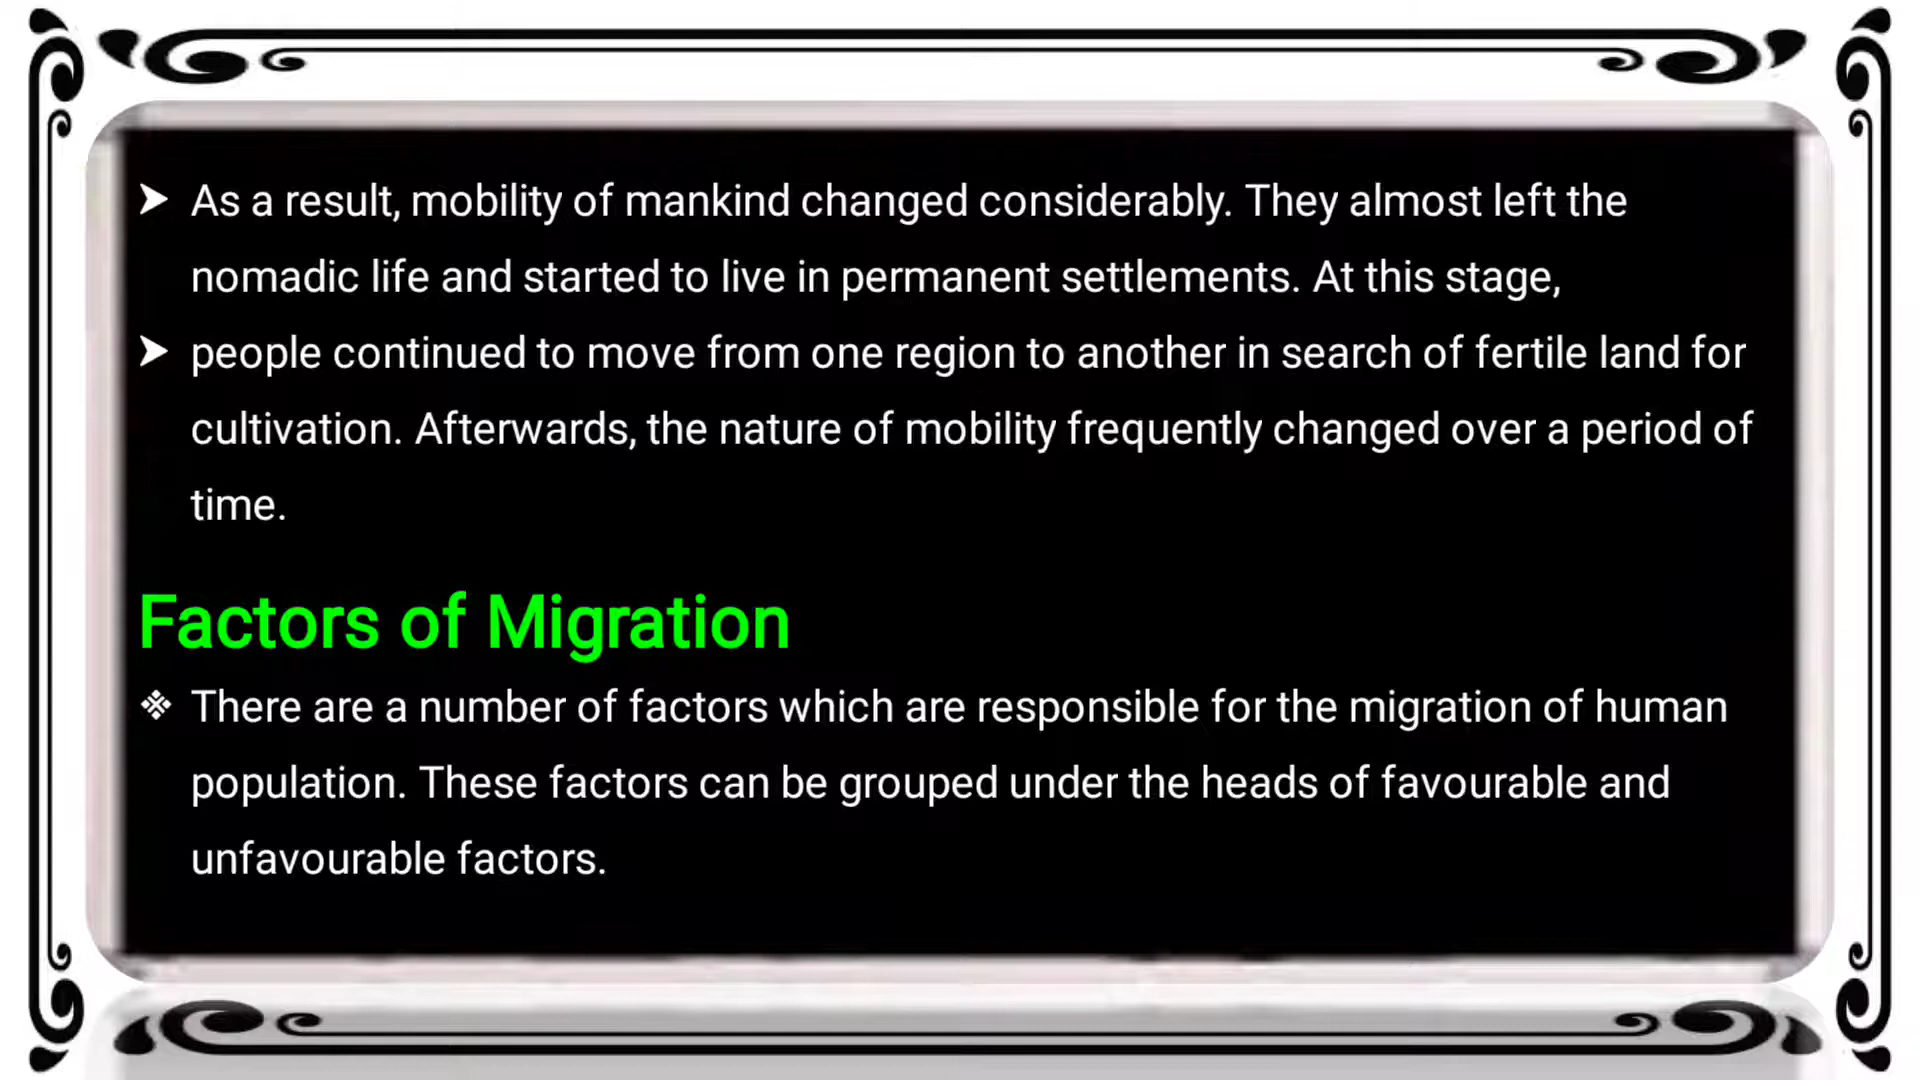 As a result, mobility of mankind changed considerably. They almost left the
nomadic life and started to live in permanent settlements. At this stage,
people continued to move from one region to another in search of fertile land for
cultivation. Afterwards, the nature of mobility frequently changed over a period of
time.
Factors of Migration
There are a number of factors which are responsible for the migration of human
population. These factors can be grouped under the heads of favourable and
unfavourable factors.